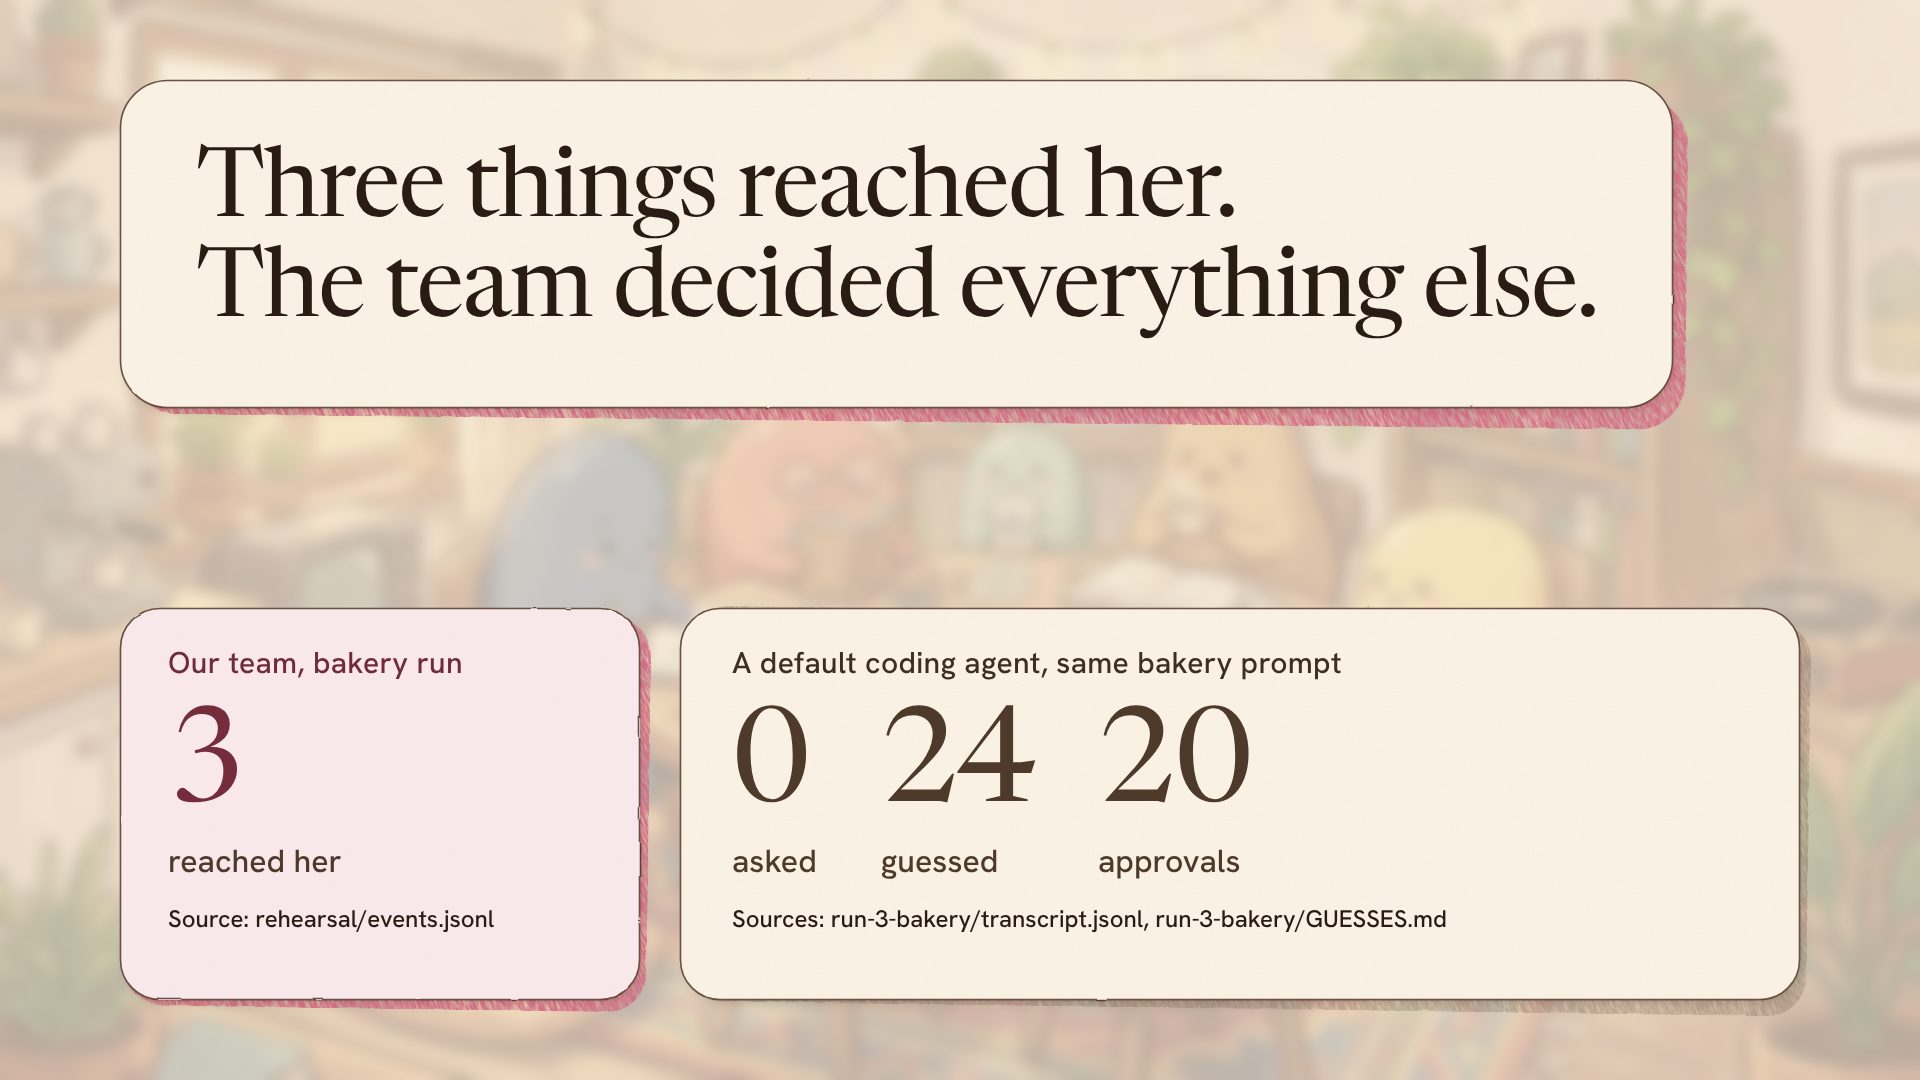 Three things reached her.
The team decided everything else.
Our team, bakery run
3
reached her
Source: rehearsal/events.jsonl
A default coding agent, same bakery prompt
0 24 20
asked guessed approvals
Sources: run-3-bakery/transcript.jsonl, run-3-bakery/GUESSES.md